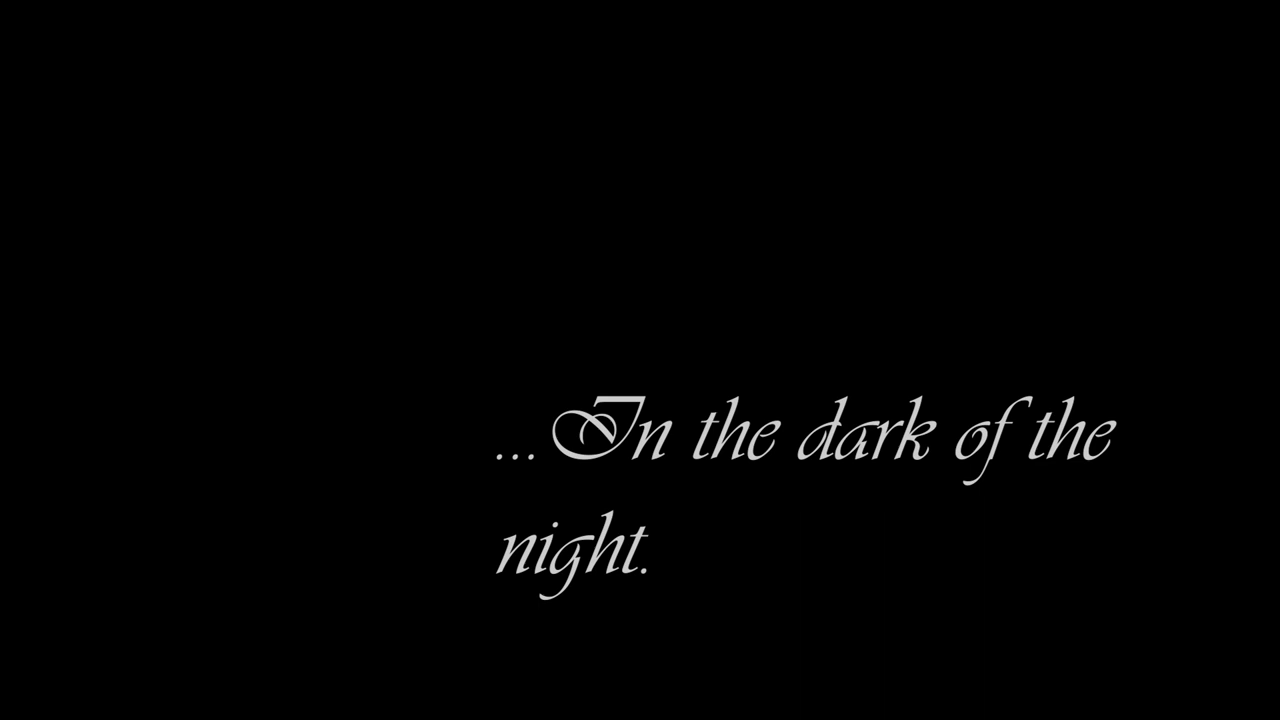 ...In the dark of the
night.